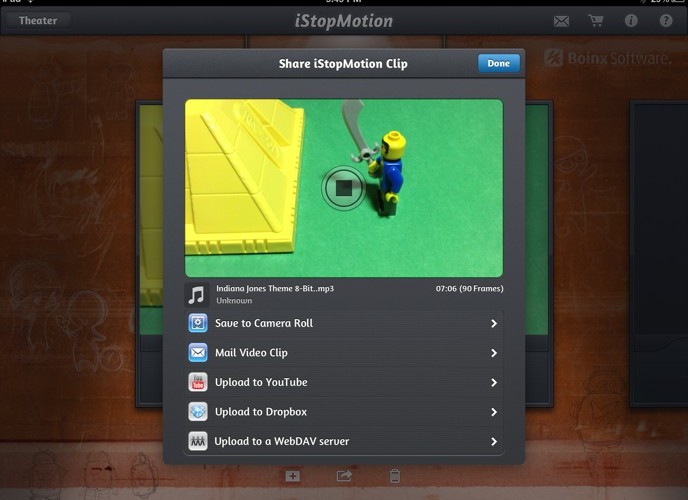 Theater
iStopMotion
Boinx Software.
Share iStopMotion Clip
Done
Indiana Jones Theme 8-Bit..mp3
07:06 (90 Frames)
Unknown
Save to Camera Roll
Mail Video Clip
Upload to YouTube
Upload to Dropbox
Upload to a WebDAV server